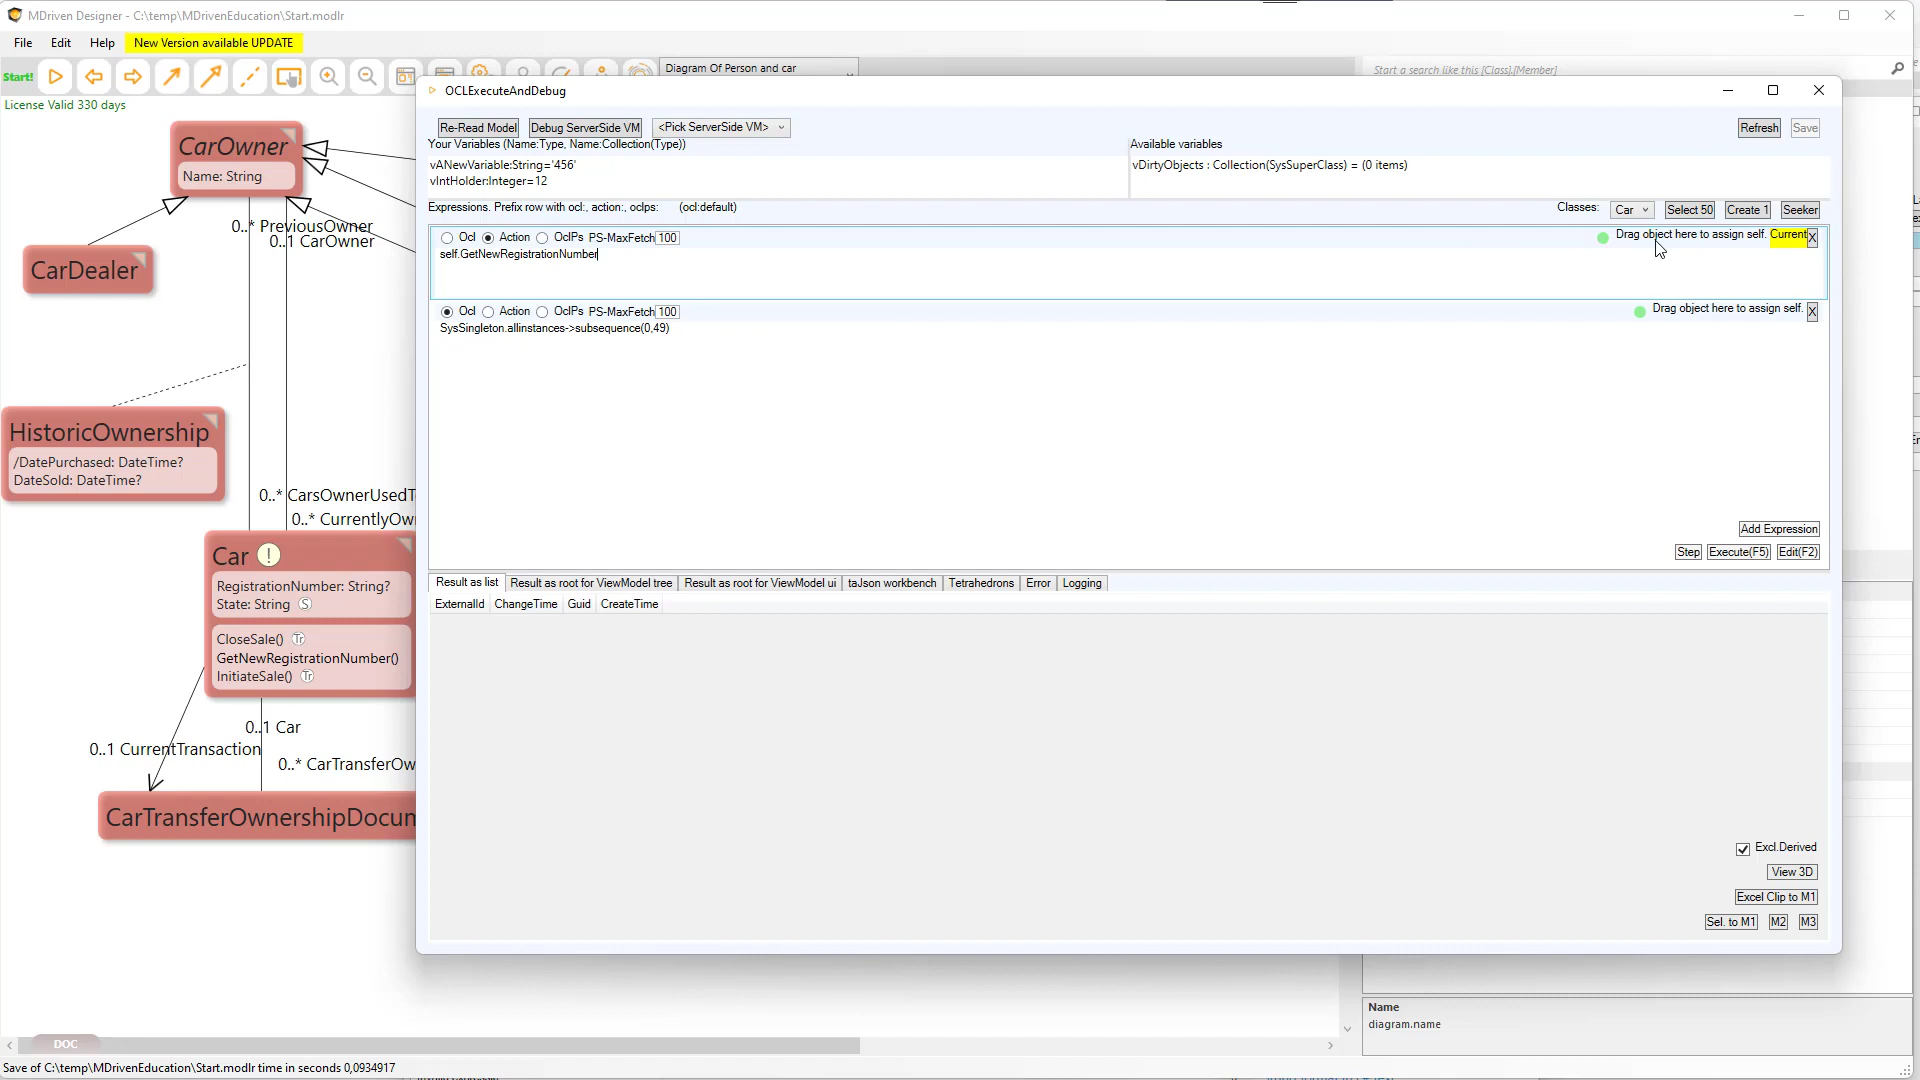 MDriven Designer - C:\temp\MDrivenEducation\Start.modlr
File Edit Help New Version available UPDATE
Start!
Diagram Of Person and car
Start a search like this [Class].[Member]
License Valid 330 days
OCLExecuteAndDebug
Re-Read Model Debug ServerSide VM <Pick ServerSide VM> Refresh Save
Your Variables (Name:Type, Name:Collection(Type)) Available variables
vANewVariable:String='456' vDirtyObjects : Collection(SysSuperClass) = (0 items)
vIntHolder:Integer=12
Expressions. Prefix row with ocl:, action:, oclps: (ocl:default) Classes: Car Select 50 Create 1 Seeker
Ocl Action OclPs PS-MaxFetch 100 Drag object here to assign self. Current X
self.GetNewRegistrationNumber
Ocl Action OclPs PS-MaxFetch 100 Drag object here to assign self. X
SysSingleton.allinstances->subsequence(0,49)
Add Expression
Step Execute(F5) Edit(F2)
Result as list Result as root for ViewModel tree Result as root for ViewModel ui taJson workbench Tetrahedrons Error Logging
ExternalId ChangeTime Guid CreateTime
Excl.Derived
View 3D
Excel Clip to M1
Sel. to M1 M2 M3
CarOwner
Name: String
0..* PreviousOwner
0..1 CarOwner
CarDealer
HistoricOwnership
/DatePurchased: DateTime?
DateSold: DateTime?
0..* CarsOwnerUsedT
0..* CurrentlyOw
Car !
RegistrationNumber: String?
State: String S
CloseSale() Tr
GetNewRegistrationNumber()
InitiateSale() Tr
0..1 Car
0..1 CurrentTransaction
0..* CarTransferOw
CarTransferOwnershipDocum
Name
diagram.name
DOC
Save of C:\temp\MDrivenEducation\Start.modlr time in seconds 0,0934917